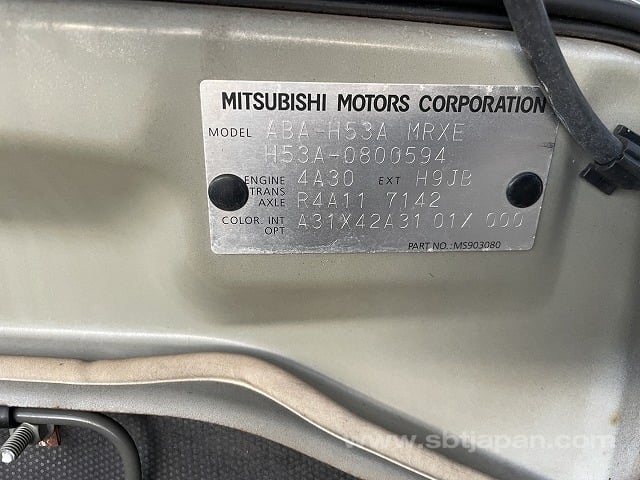 MITSUBISHI MOTORS CORPORATION
MODEL ABA-H53A MRXE
H53A-0800594
ENGINE 4A30 EXT H9JB
TRANS AXLE R4A11 7142
COLOR. INT OPT A31X42A31 01X 000
PART NO.: MS903080
www.sbtjapan.com